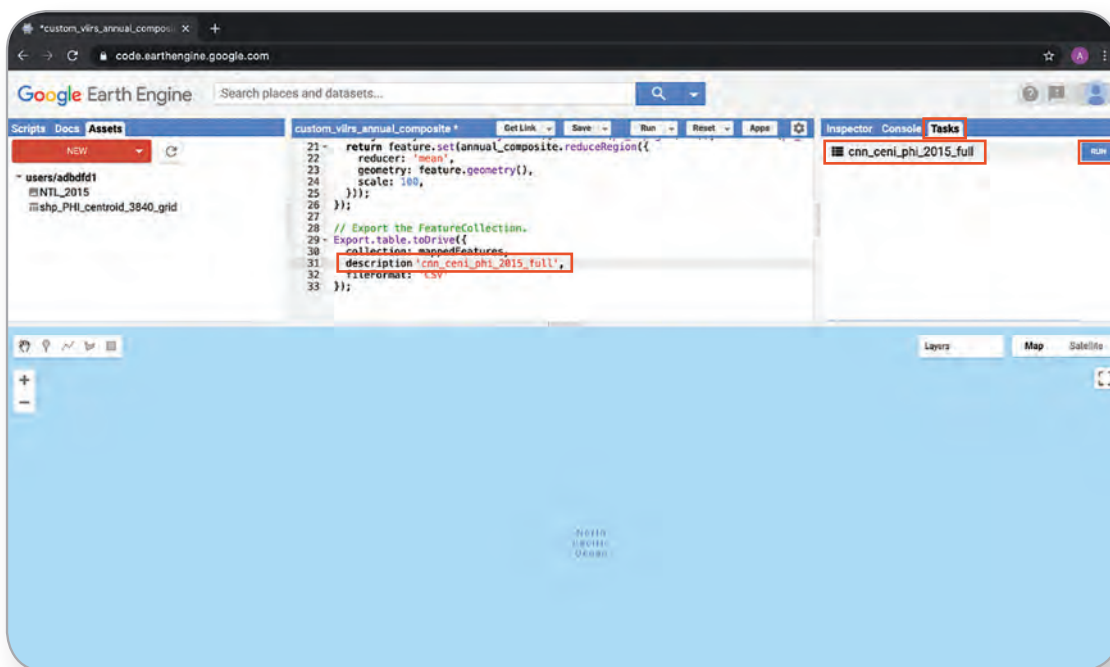 *custom_viirs_annual_composi
code.earthengine.google.com
A
Google Earth Engine
Search places and datasets...
Scripts Docs Assets
NEW
users/adbdfd1
NTL_2015
shp_PHI_centroid_3840_grid
custom_viirs_annual_composite *
Get Link
Save
Run
Reset
Apps
21 return feature.set(annual_composite.reduceRegion({
22 reducer: 'mean',
23 geometry: feature.geometry(),
24 scale: 100,
25 }));
26 });
27
28 // Export the FeatureCollection.
29 Export.table.toDrive({
30 collection: mappedFeatures,
31 description 'cnn_ceni_phi_2015_full',
32 fileFormat: 'CSV'
33 });
Inspector Console Tasks
cnn_ceni_phi_2015_full
RUN
Layers
Map
Satellite
North
Pacific
Ocean